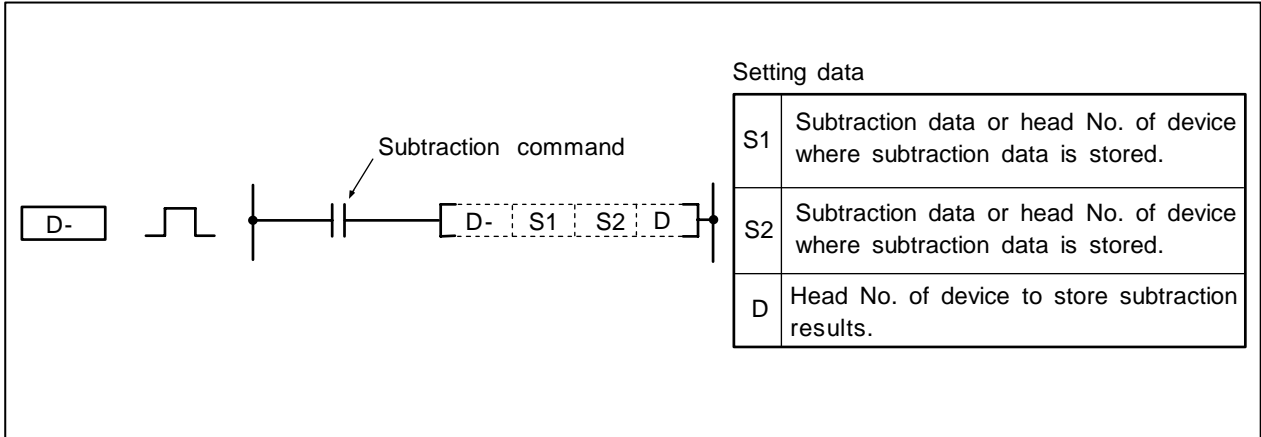 Setting data
S1 Subtraction data or head No. of device
where subtraction data is stored.
Subtraction command
D- D- S1 S2 D
S2 Subtraction data or head No. of device
where subtraction data is stored.
D Head No. of device to store subtraction
results.